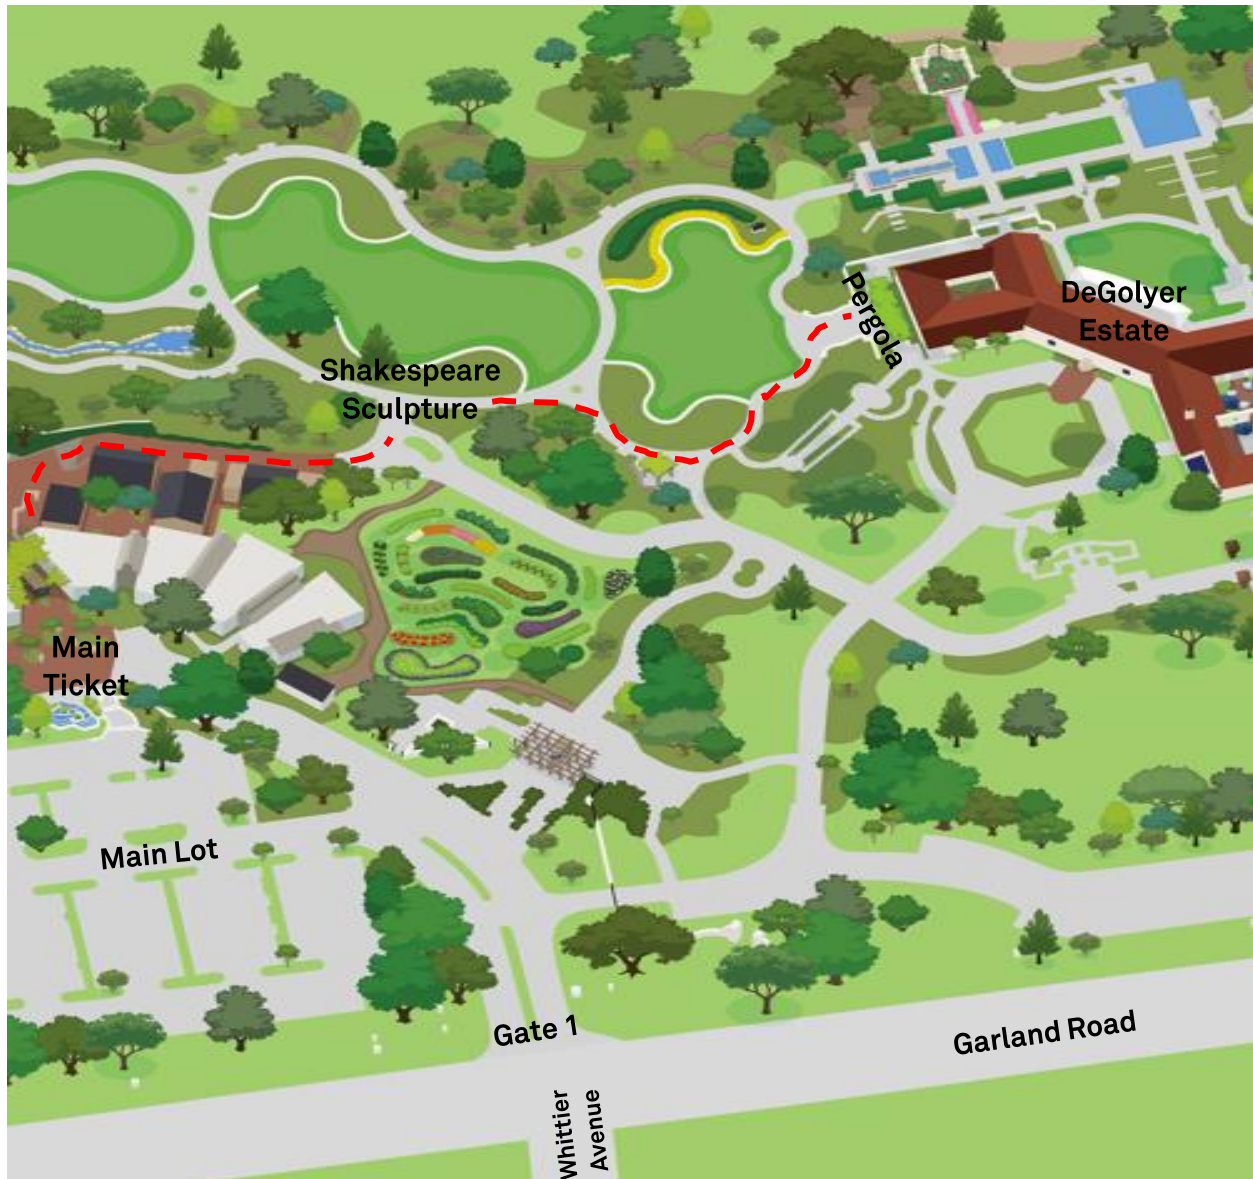 Pergola
DeGolyer
Estate
Shakespeare
Sculpture
Main
Ticket
Main Lot
Gate 1
Garland Road
Whittier
Avenue